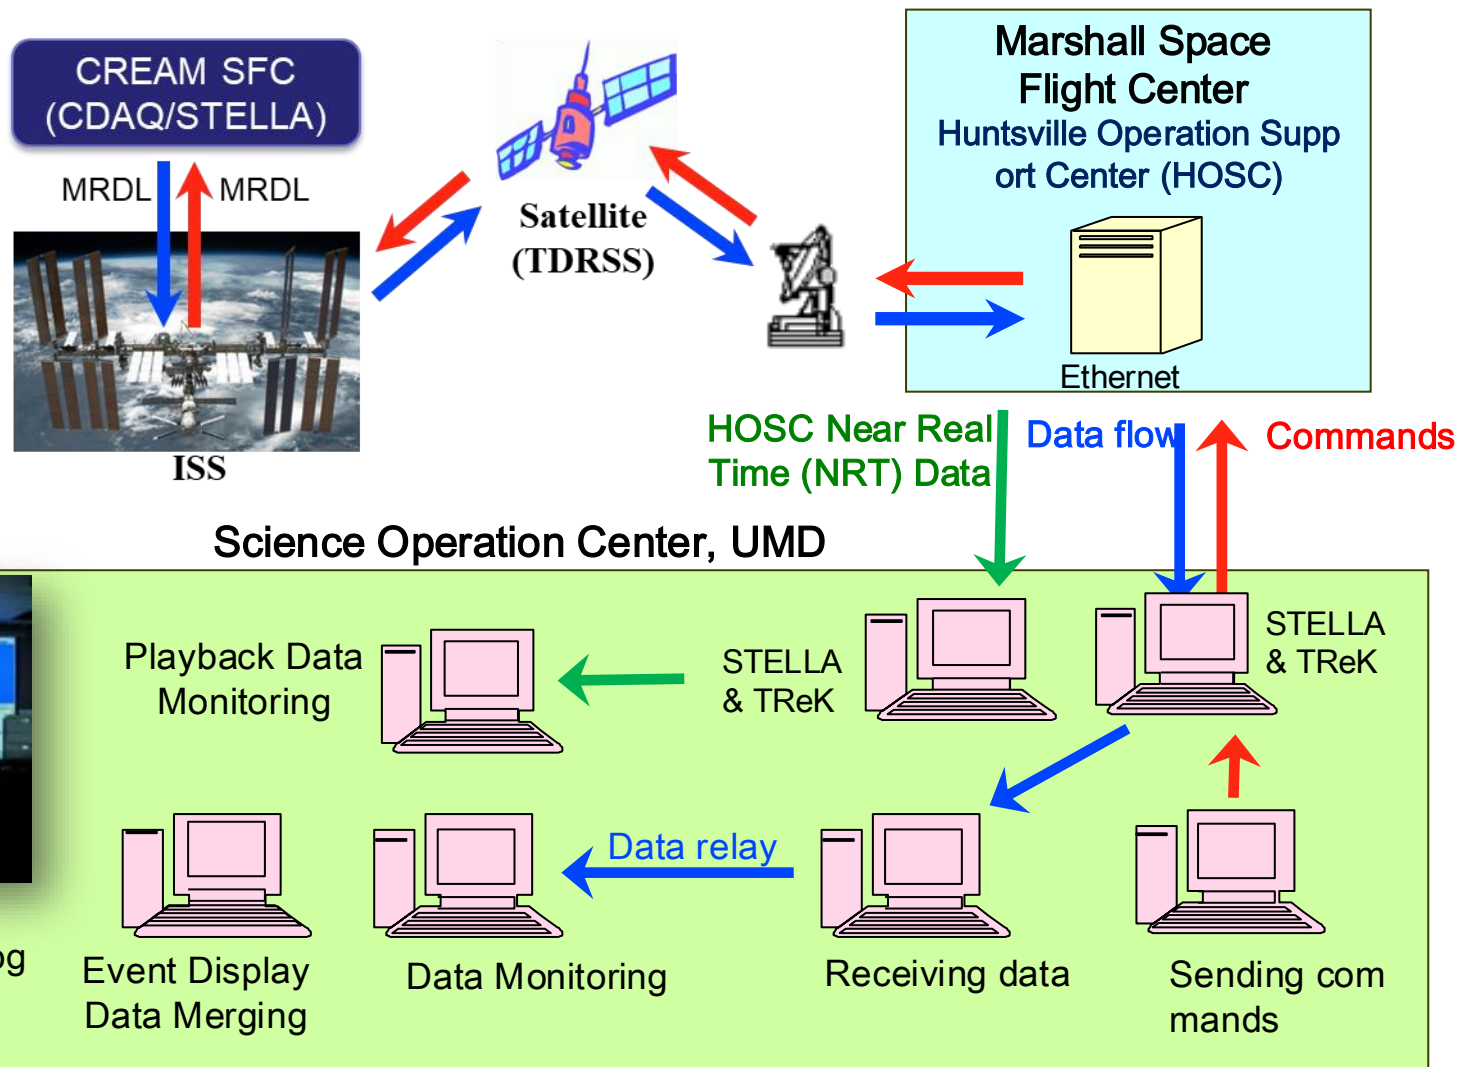 CREAM SFC
(CDAQ/STELLA)
MRDL
MRDL
ISS
Satellite
(TDRSS)
Marshall Space
Flight Center
Huntsville Operation Supp
ort Center (HOSC)
Ethernet
HOSC Near Real
Time (NRT) Data
Data flow
Commands
Science Operation Center, UMD
Playback Data
Monitoring
STELLA
& TReK
STELLA
& TReK
Data relay
Event Display
Data Merging
Data Monitoring
Receiving data
Sending com
mands